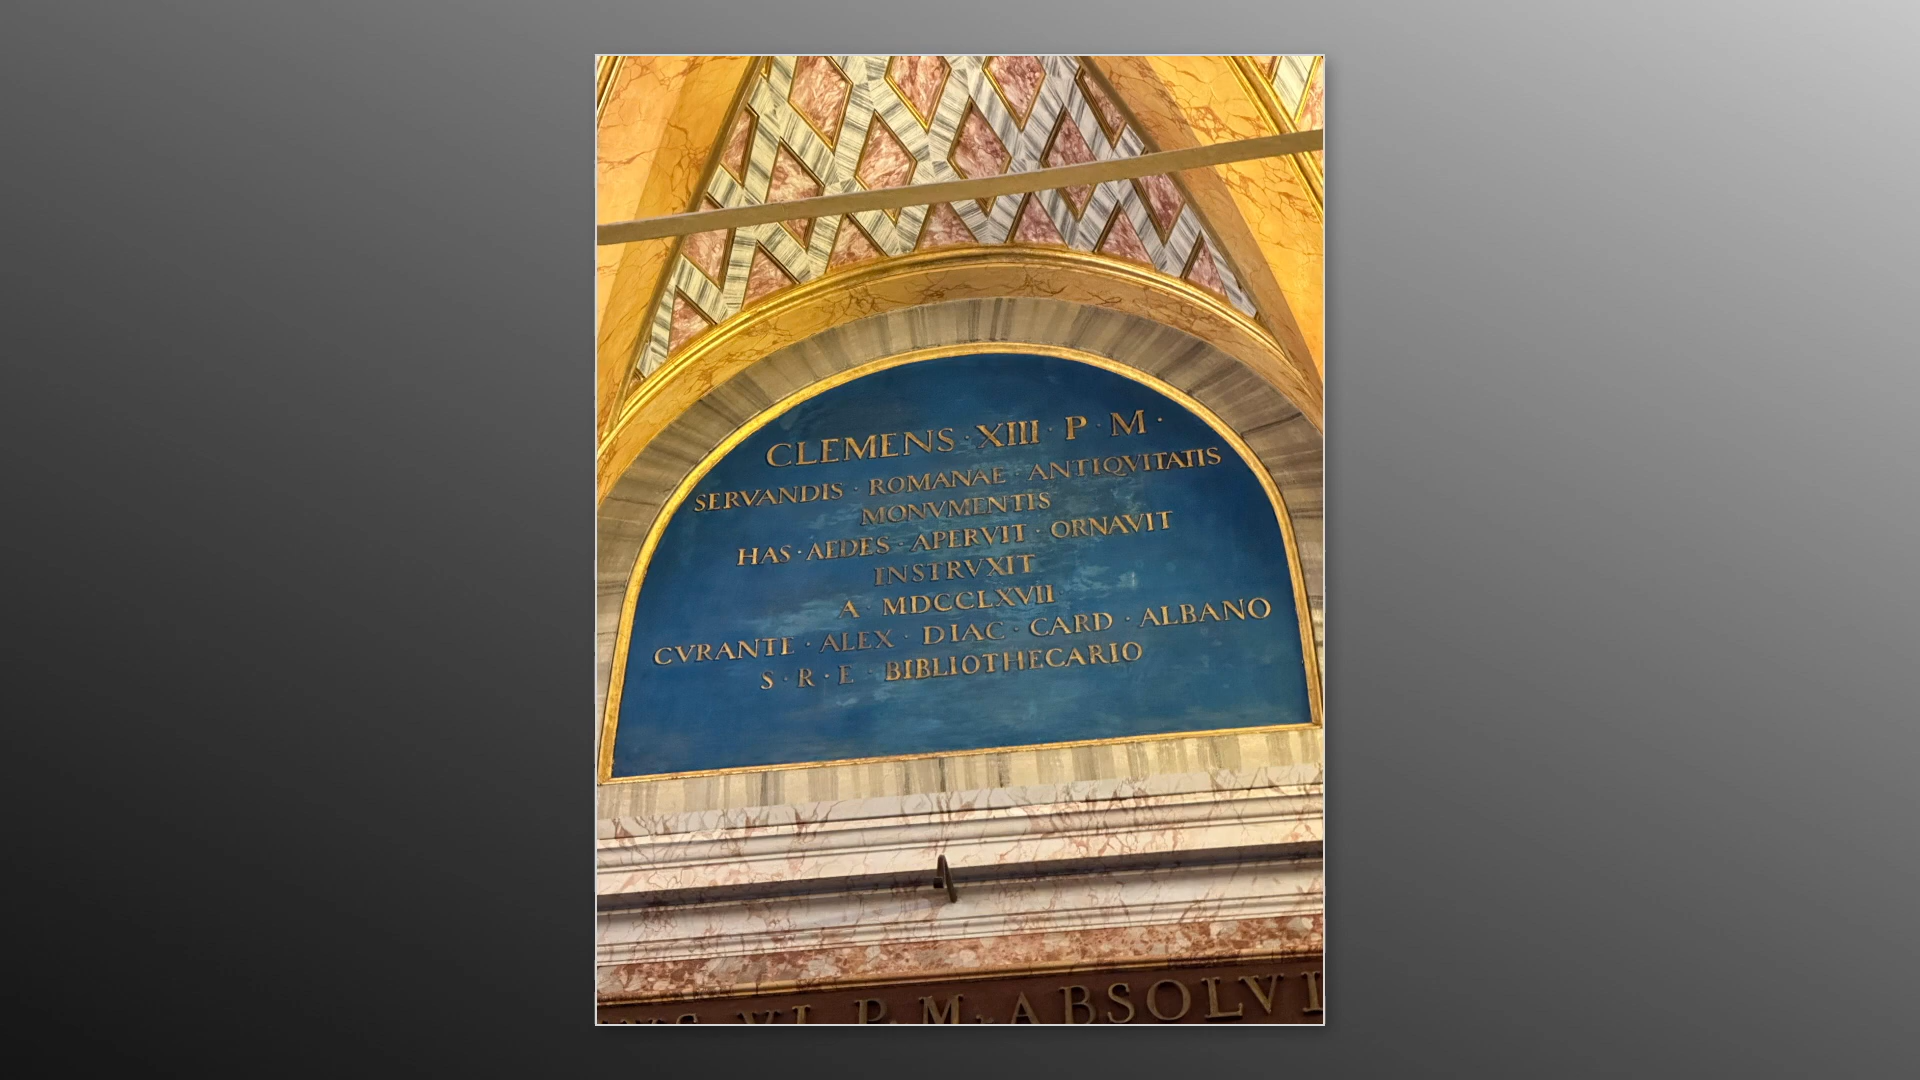 CLEMENS · XIII · P · M ·
SERVANDIS · ROMANAE · ANTIQVITATIS
MONVMENTIS
HAS · AEDES · APERVIT · ORNAVIT
INSTRVXIT
A · MDCCLXVII
CVRANTE · ALEX · DIAC · CARD · ALBANO
S · R · E · BIBLIOTHECARIO
VI P. M. ABSOLVI